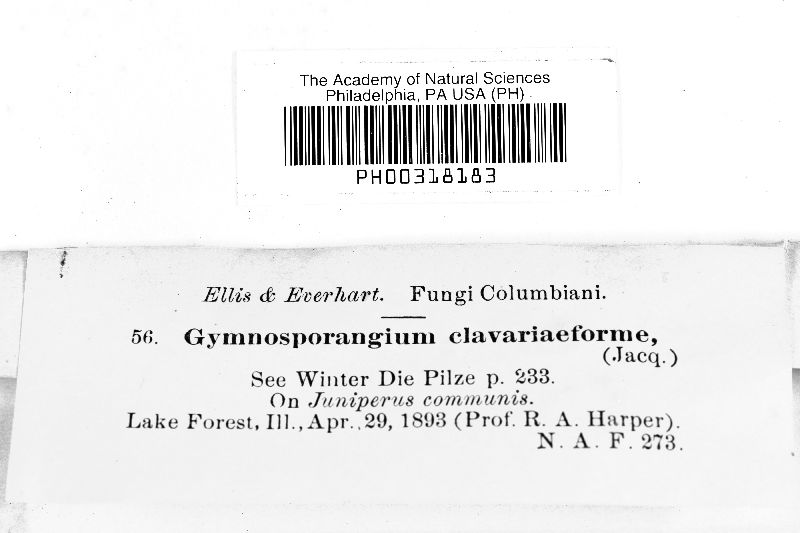 The Academy of Natural Sciences
Philadelphia, PA USA (PH)
PH00318183
Ellis & Everhart. Fungi Columbiani.
56. Gymnosporangium clavariaeforme,
(Jacq.)
See Winter Die Pilze p. 233.
On Juniperus communis.
Lake Forest, Ill., Apr. 29, 1893 (Prof. R. A. Harper).
N. A. F. 273.